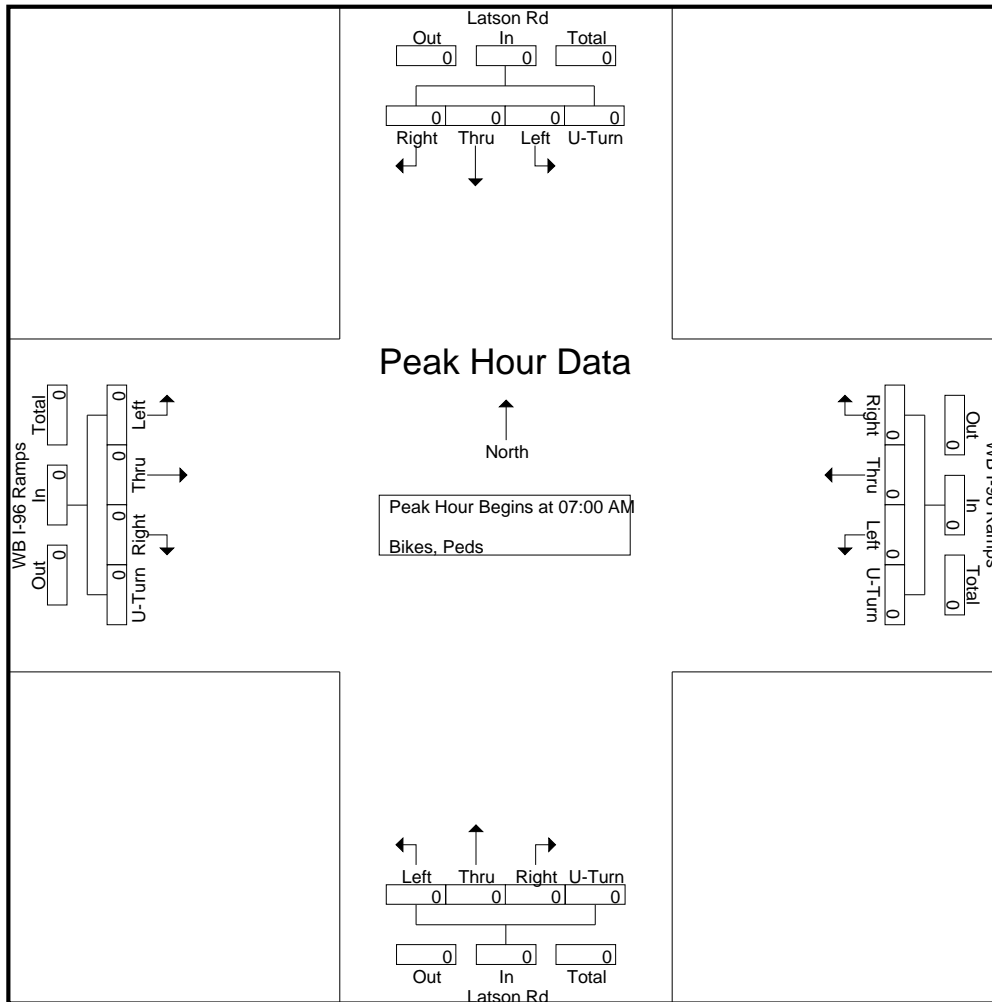 Latson Rd
Out In Total
0 0 0
0 0 0 0
Right Thru Left U-Turn
Peak Hour Data
North
Peak Hour Begins at 07:00 AM
Bikes, Peds
WB I-96 Ramps
Out In Total
0 0 0
0 0 0 0
U-Turn Right Thru Left
WB I-96 Ramps
Out In Total
0 0 0
0 0 0 0
Right Thru Left U-Turn
Left Thru Right U-Turn
0 0 0 0
0 0 0
Out In Total
Latson Rd